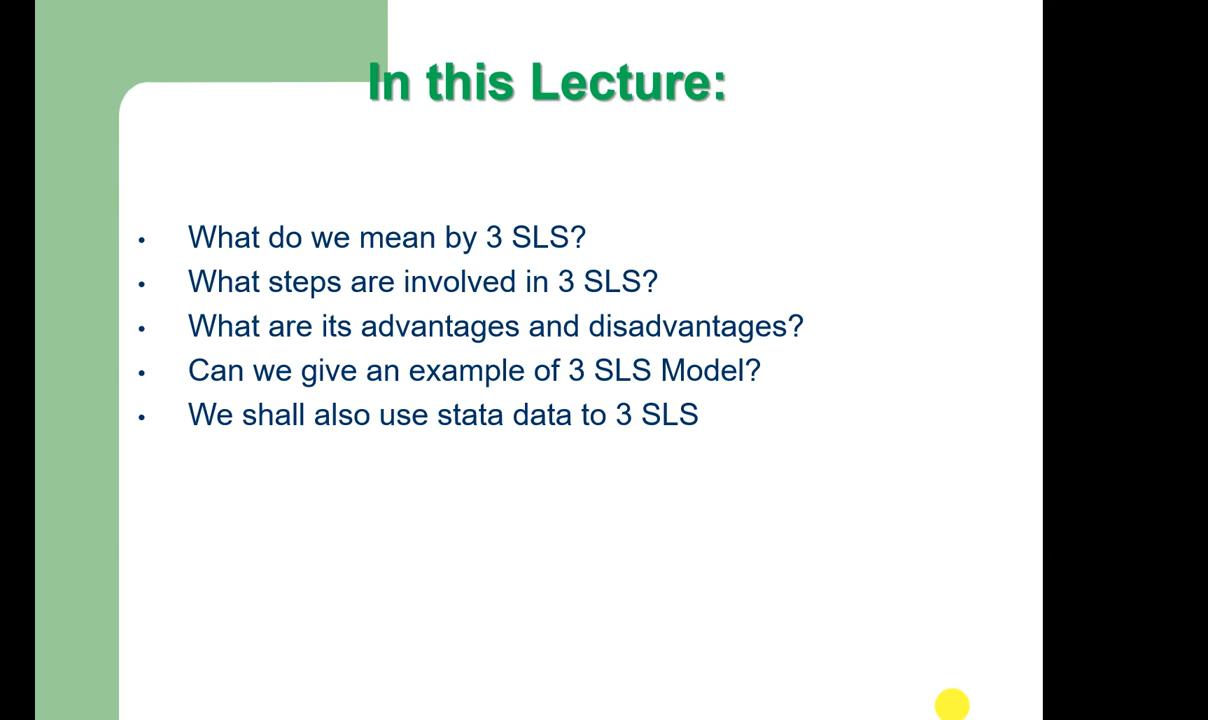 In this Lecture:
• What do we mean by 3 SLS?
• What steps are involved in 3 SLS?
• What are its advantages and disadvantages?
• Can we give an example of 3 SLS Model?
• We shall also use stata data to 3 SLS